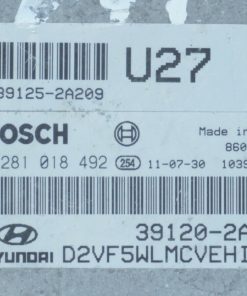 U27
39125-2A209
BOSCH
Made in
860
281 018 492 254 11-07-30 1039
39120-2A
HYUNDAI D2VF5WLMCVEHI